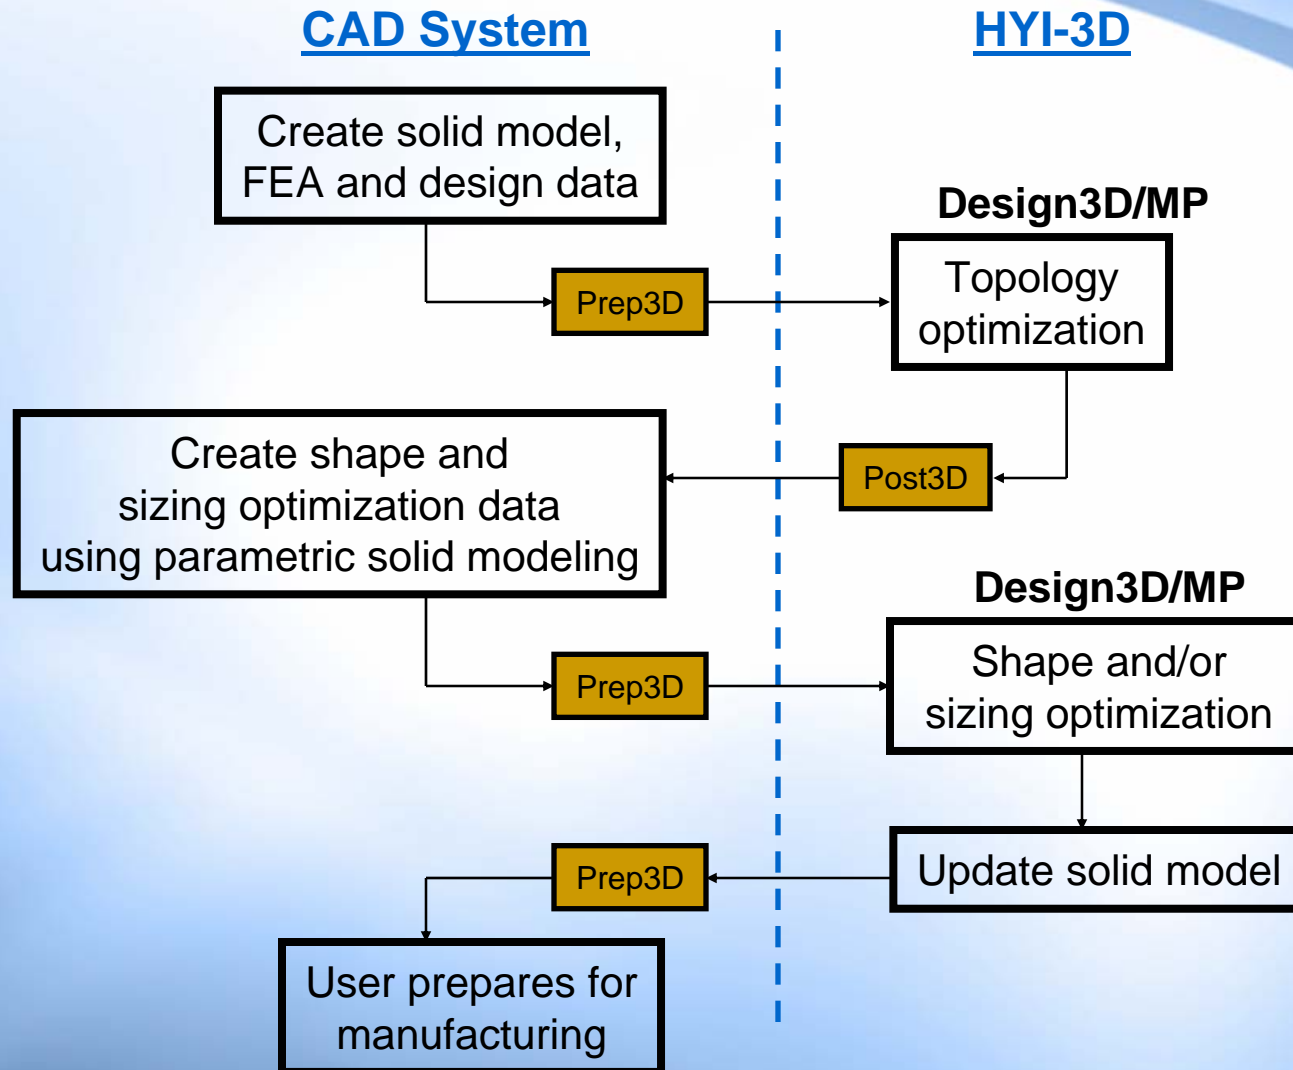 CAD System
HYI-3D
Create solid model,
FEA and design data
Design3D/MP
Prep3D
Topology
optimization
Create shape and
sizing optimization data
using parametric solid modeling
Post3D
Design3D/MP
Prep3D
Shape and/or
sizing optimization
Prep3D
Update solid model
User prepares for
manufacturing